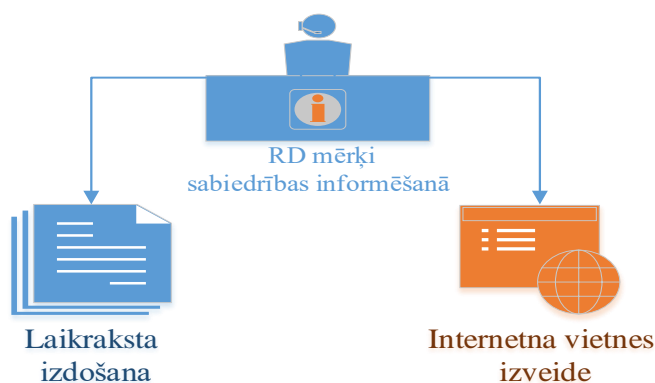 RD mērķi
sabiedrības informēšanā
Laikraksta
izdošana
Internetna vietnes
izveide